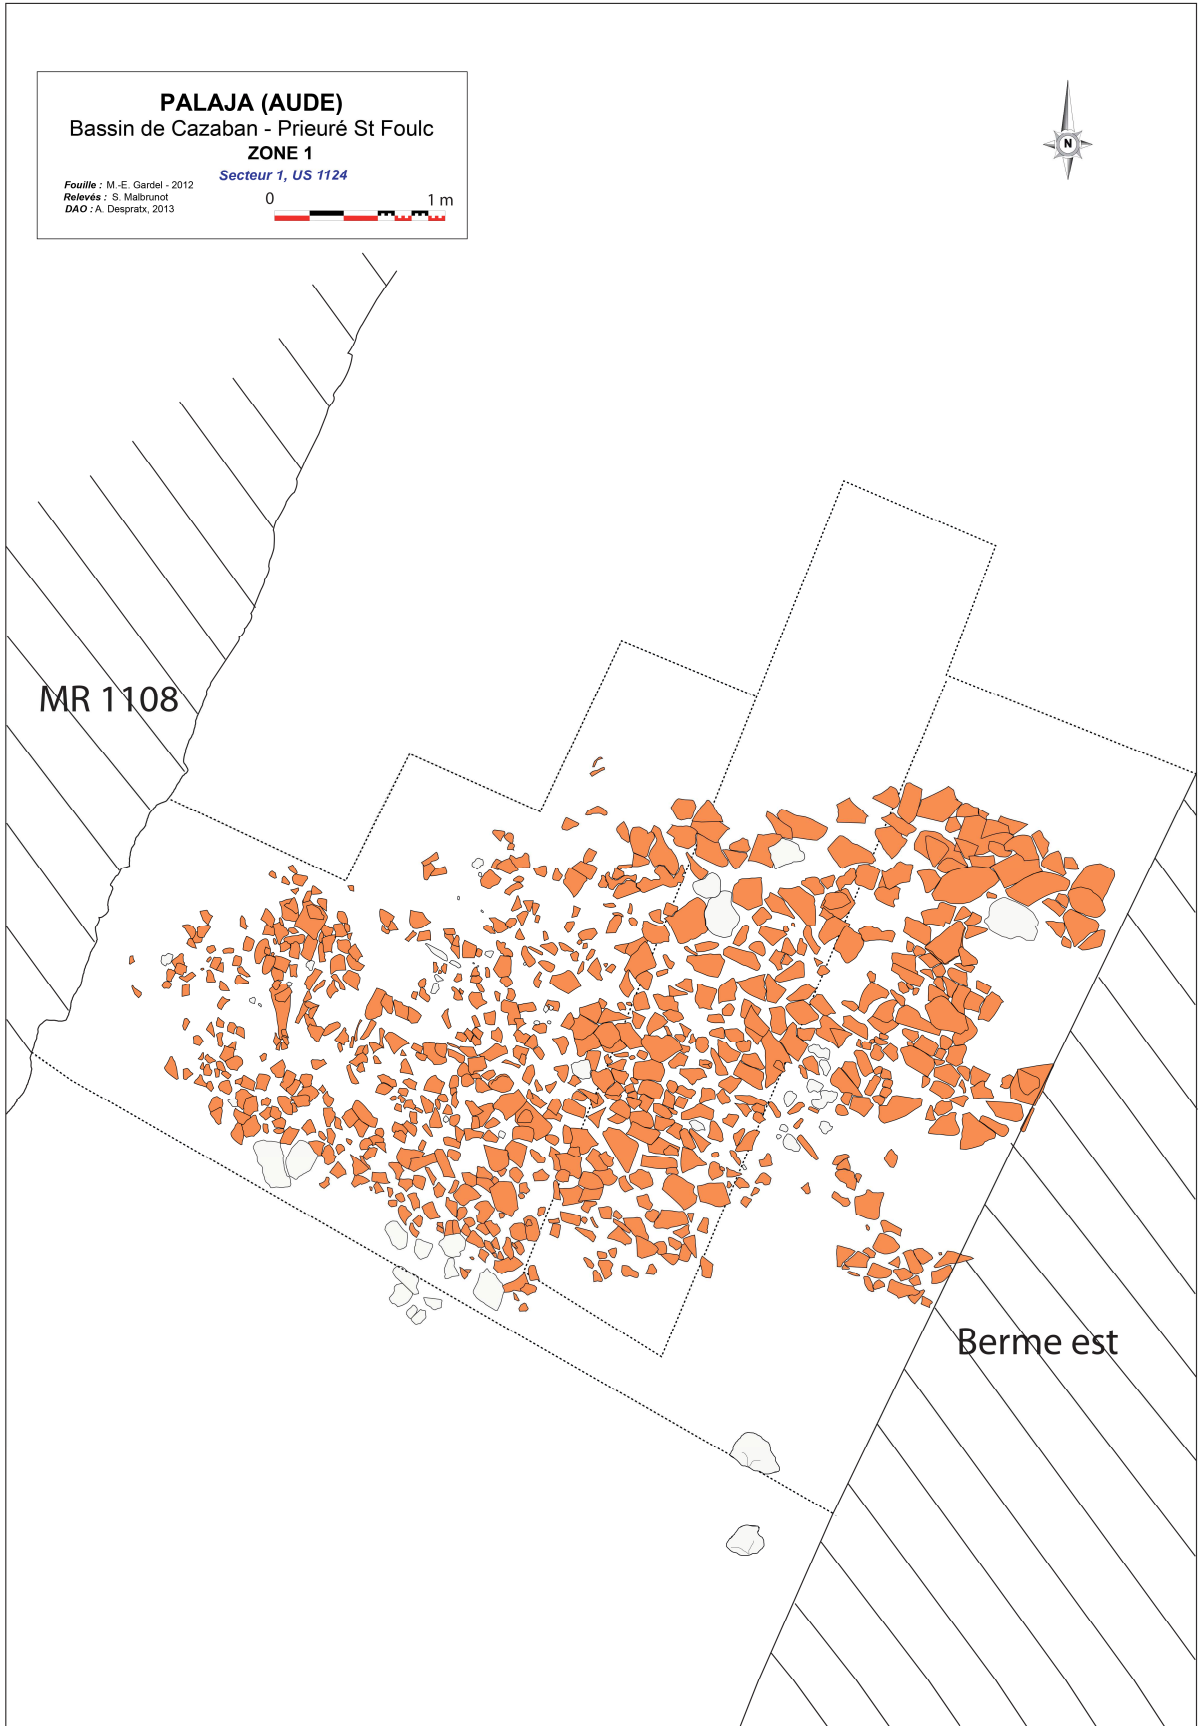 PALAJA (AUDE)
Bassin de Cazaban - Prieuré St Foulc
ZONE 1
Secteur 1, US 1124
Fouille : M.-E. Gardel - 2012
Relevés : S. Malbrunot
DAO : A. Despratx, 2013
0 1 m
N
MR 1108
Berme est